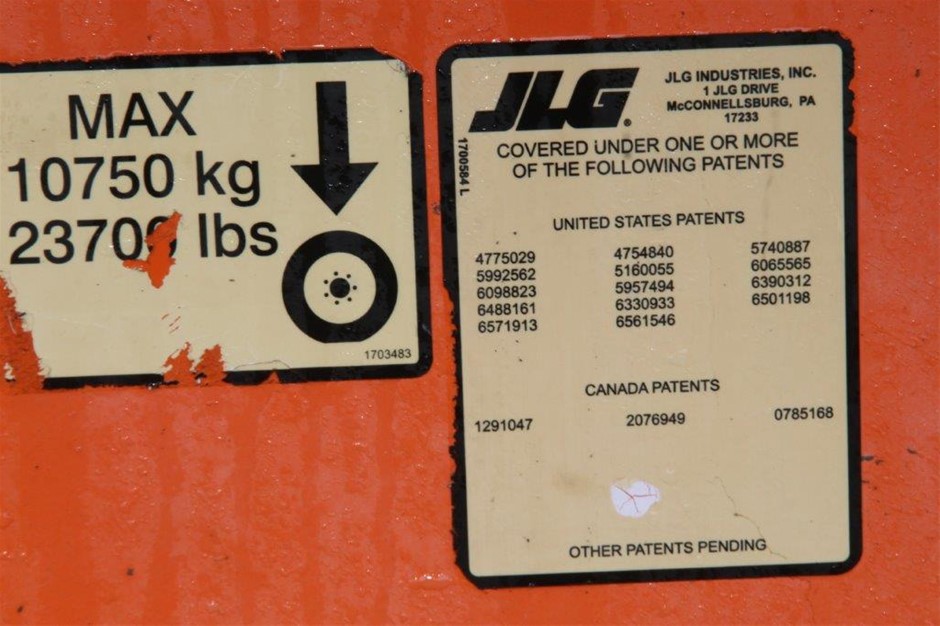 MAX
10750 kg
23700 lbs
1703483
JLG®
JLG INDUSTRIES, INC.
1 JLG DRIVE
McCONNELLSBURG, PA
17233
1700584 L
COVERED UNDER ONE OR MORE
OF THE FOLLOWING PATENTS
UNITED STATES PATENTS
4775029 4754840 5740887
5992562 5160055 6065565
6098823 5957494 6390312
6488161 6330933 6501198
6571913 6561546
CANADA PATENTS
1291047 2076949 0785168
OTHER PATENTS PENDING